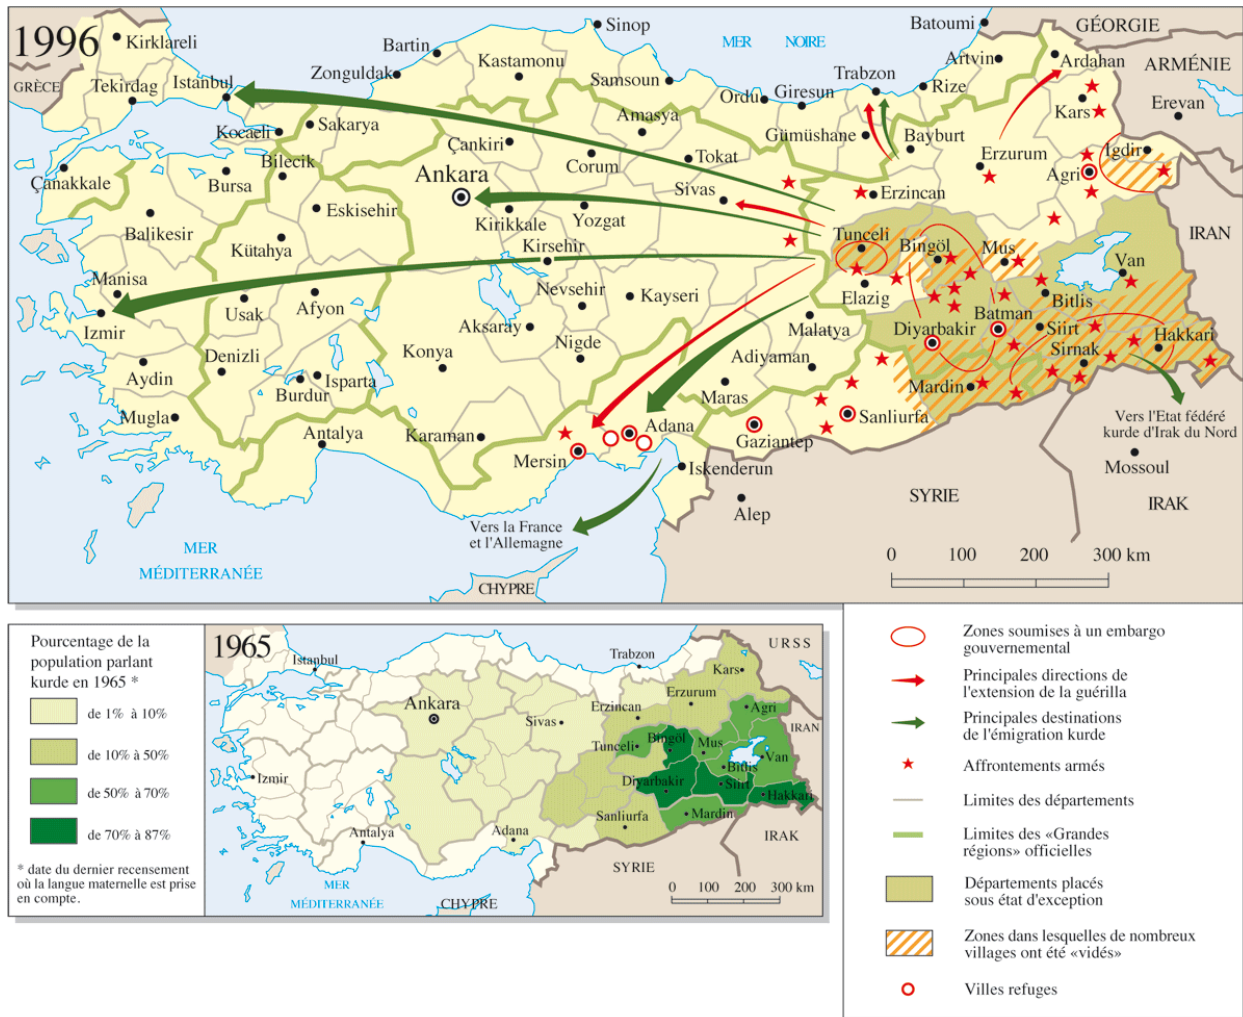 1996
GRÈCE
Kirklareli
Tekirdag
Istanbul
Kocaeli
Sakarya
Zonguldak
Bartin
Kastamonu
Sinop
Samsoun
MER NOIRE
Ordu
Giresun
Trabzon
Rize
Batoumi
Artvin
Ardahan
GÉORGIE
ARMÉNIE
Erevan
Kars
Igdir
Agri
Erzurum
Bayburt
Gümüshane
Erzincan
Amasya
Tokat
Sivas
Corum
Çankiri
Ankara
Kirikkale
Yozgat
Kirsehir
Nevsehir
Kayseri
Aksaray
Nigde
Konya
Karaman
Çanakkale
Bursa
Bilecik
Eskisehir
Balikesir
Kütahya
Manisa
Izmir
Usak
Afyon
Aydin
Denizli
Isparta
Burdur
Mugla
Antalya
Mersin
Adana
Iskenderun
Maras
Adiyaman
Malatya
Gaziantep
Sanliurfa
Elazig
Tunceli
Bingöl
Mus
Van
Bitlis
Batman
Diyarbakir
Siirt
Sirnak
Hakkari
Mardin
IRAN
Vers l'Etat fédéré
kurde d'Irak du Nord
Mossoul
IRAK
SYRIE
Alep
Vers la France
et l'Allemagne
CHYPRE
MER
MÉDITERRANÉE
0 100 200 300 km
Pourcentage de la
population parlant
kurde en 1965 *
de 1% à 10%
de 10% à 50%
de 50% à 70%
de 70% à 87%
* date du dernier recensement
où la langue maternelle est prise
en compte.
1965
Istanbul
Ankara
Izmir
Antalya
Adana
Sivas
Trabzon
Erzincan
Erzurum
Kars
URSS
Agri
IRAN
Tunceli
Bingöl
Mus
Van
Bitlis
Diyarbakir
Siirt
Hakkari
Sanliurfa
Mardin
IRAK
SYRIE
MER
MÉDITERRANÉE
CHYPRE
0 100 200 300 km
Zones soumises à un embargo
gouvernemental
Principales directions de
l'extension de la guérilla
Principales destinations
de l'émigration kurde
Affrontements armés
Limites des départements
Limites des «Grandes
régions» officielles
Départements placés
sous état d'exception
Zones dans lesquelles de nombreux
villages ont été «vidés»
Villes refuges